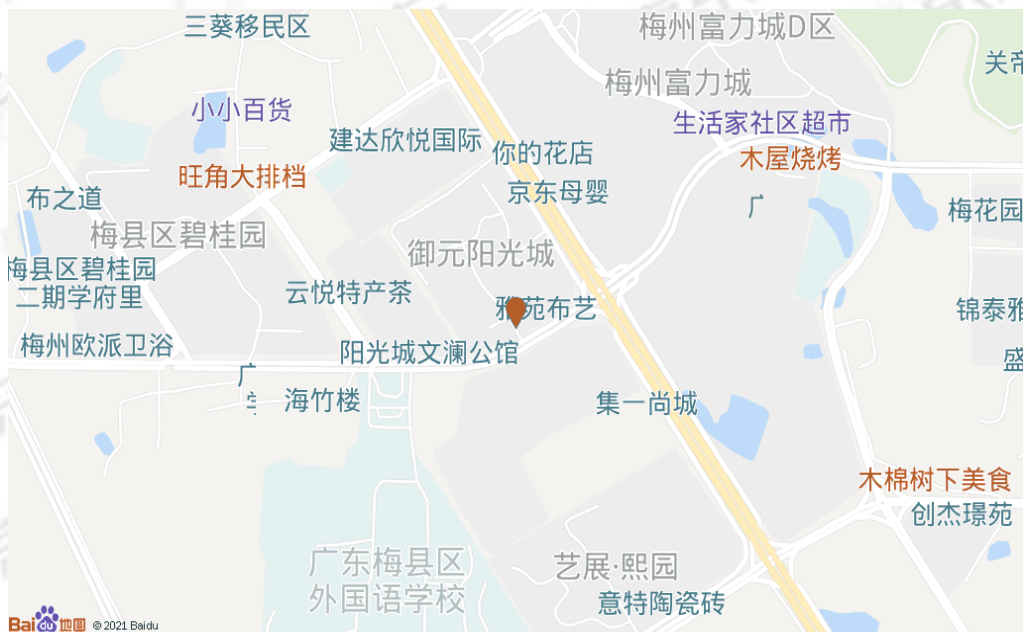 三葵移民区
梅州富力城D区
关帝
梅州富力城
小小百货
生活家社区超市
建达欣悦国际
你的花店
木屋烧烤
旺角大排档
京东母婴
布之道
广
梅花园
梅县区碧桂园
御元阳光城
梅县区碧桂园
二期学府里
云悦特产茶
雅苑布艺
锦泰雅
梅州欧派卫浴
阳光城文澜公馆
盛
广
海竹楼
集一尚城
木棉树下美食
创杰璟苑
广东梅县区
外国语学校
艺展·熙园
意特陶瓷砖
Bai du 地图 © 2021 Baidu